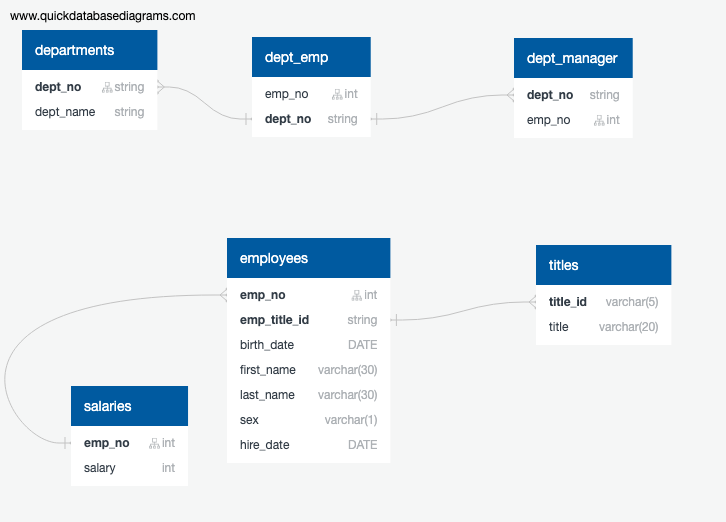 www.quickdatabasediagrams.com
departments
dept_no string
dept_name string
dept_emp
emp_no int
dept_no string
dept_manager
dept_no string
emp_no int
employees
emp_no int
emp_title_id string
birth_date DATE
first_name varchar(30)
last_name varchar(30)
sex varchar(1)
hire_date DATE
titles
title_id varchar(5)
title varchar(20)
salaries
emp_no int
salary int